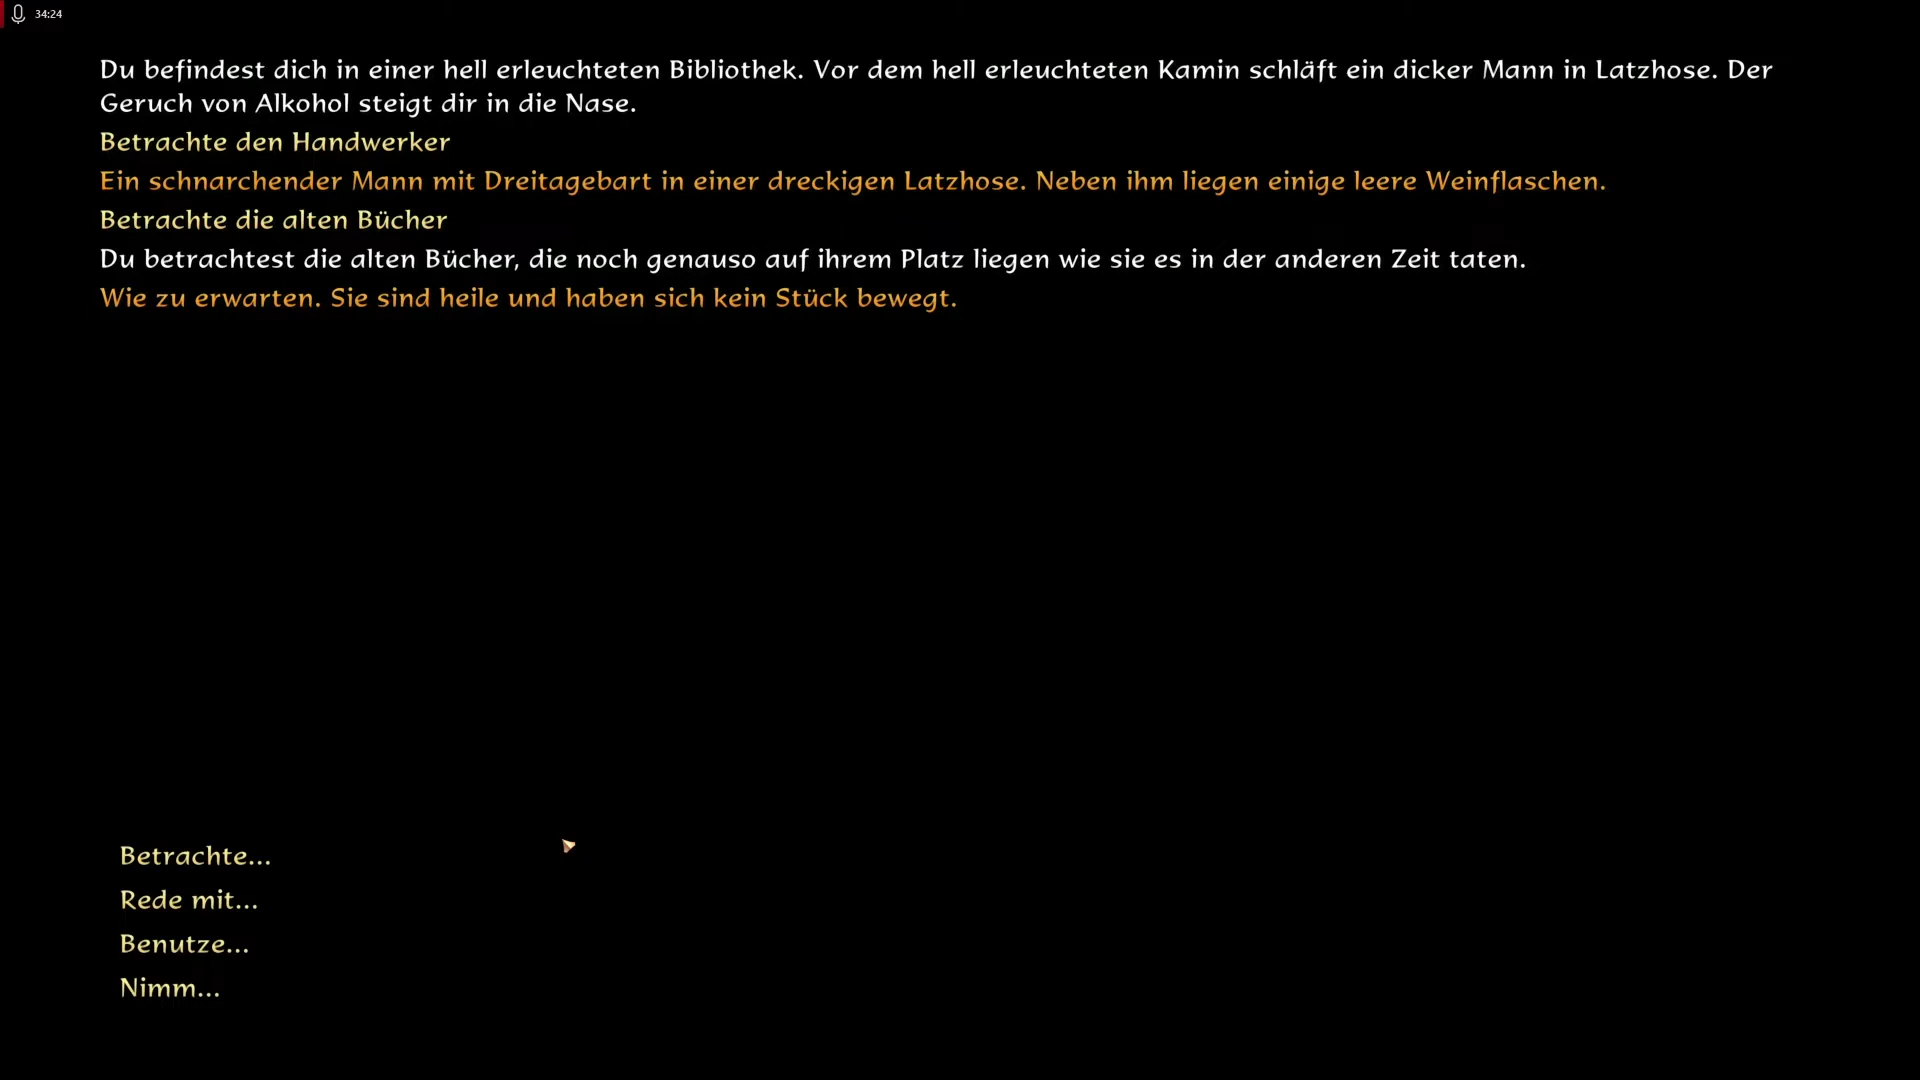 34:24
Du befindest dich in einer hell erleuchteten Bibliothek. Vor dem hell erleuchteten Kamin schläft ein dicker Mann in Latzhose. Der
Geruch von Alkohol steigt dir in die Nase.
Betrachte den Handwerker
Ein schnarchender Mann mit Dreitagebart in einer dreckigen Latzhose. Neben ihm liegen einige leere Weinflaschen.
Betrachte die alten Bücher
Du betrachtest die alten Bücher, die noch genauso auf ihrem Platz liegen wie sie es in der anderen Zeit taten.
Wie zu erwarten. Sie sind heile und haben sich kein Stück bewegt.
Betrachte...
Rede mit...
Benutze...
Nimm...